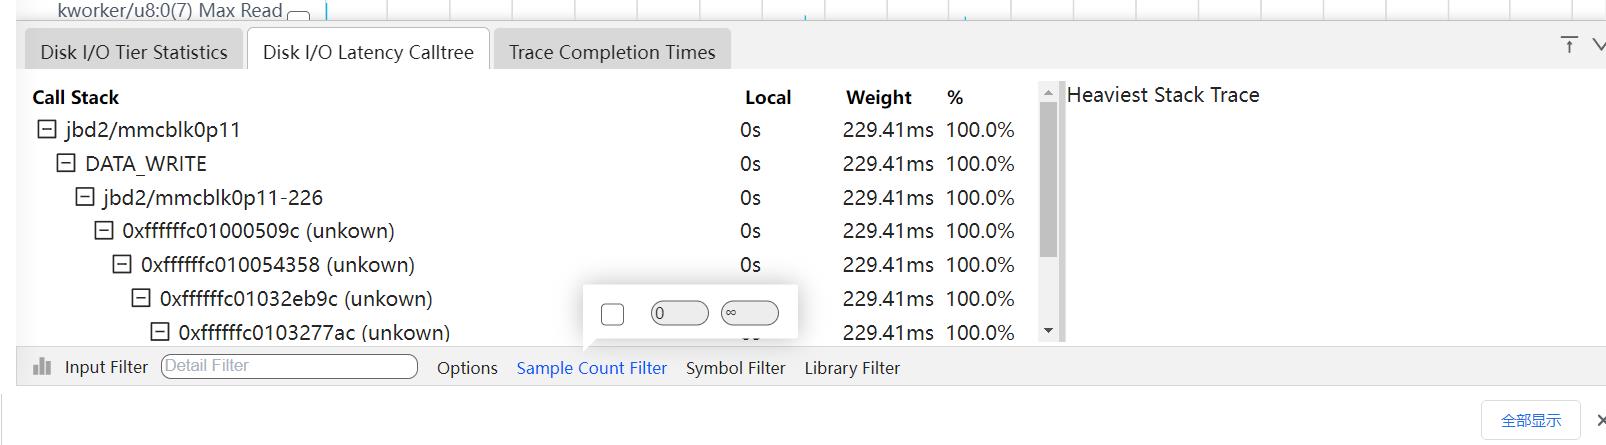 kworker/u8:0(7) Max Read
Disk I/O Tier Statistics Disk I/O Latency Calltree Trace Completion Times
Call Stack Local Weight % Heaviest Stack Trace
jbd2/mmcblk0p11 0s 229.41ms 100.0%
DATA_WRITE 0s 229.41ms 100.0%
jbd2/mmcblk0p11-226 0s 229.41ms 100.0%
0xffffffc01000509c (unkown) 0s 229.41ms 100.0%
0xffffffc010054358 (unkown) 0s 229.41ms 100.0%
0xffffffc01032eb9c (unkown) 229.41ms 100.0%
0 ∞
0xffffffc0103277ac (unkown) 229.41ms 100.0%
Input Filter Detail Filter Options Sample Count Filter Symbol Filter Library Filter
全部显示